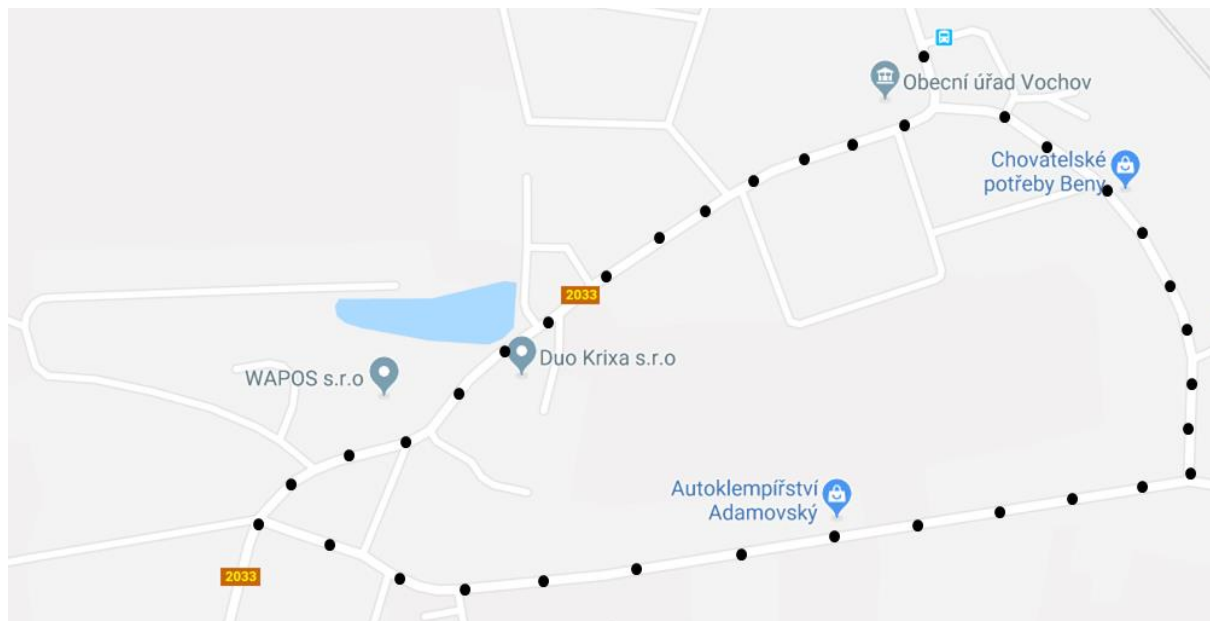 Obecní úřad Vochov
Chovatelské
potřeby Beny
2033
Duo Krixa s.r.o
WAPOS s.r.o
Autoklempířství
Adamovský
2033